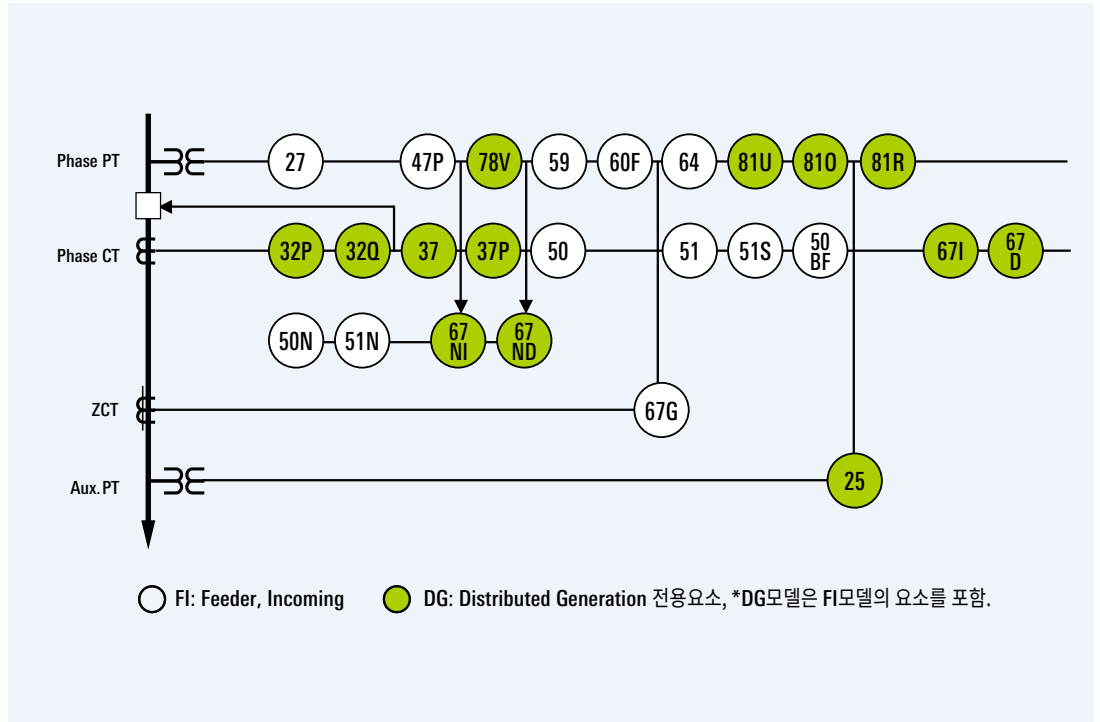 Phase PT
27
47P
78V
59
60F
64
81U
81O
81R
Phase CT
32P
32Q
37
37P
50
51
51S
50
BF
67I
67
D
50N
51N
67
NI
67
ND
ZCT
67G
Aux. PT
25
FI: Feeder, Incoming
DG: Distributed Generation 전용요소, *DG모델은 FI모델의 요소를 포함.